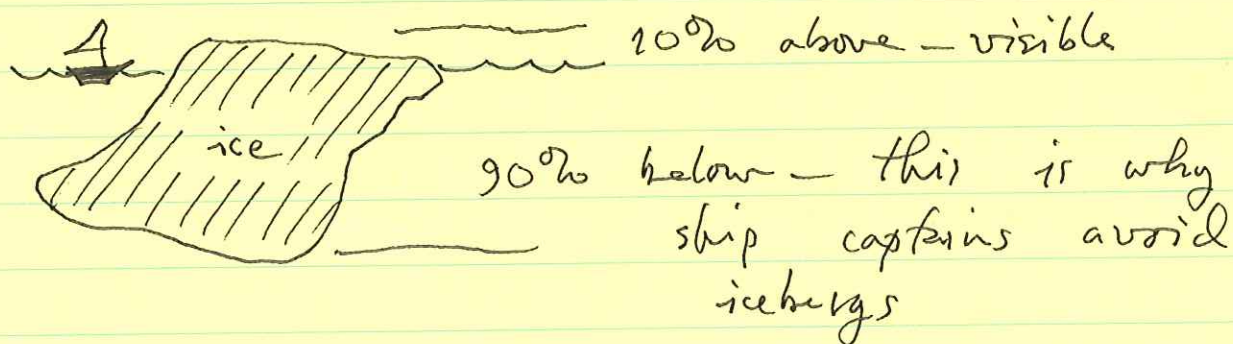 10% above – visible
ice
90% below – this is why
ship captains avoid
icebergs